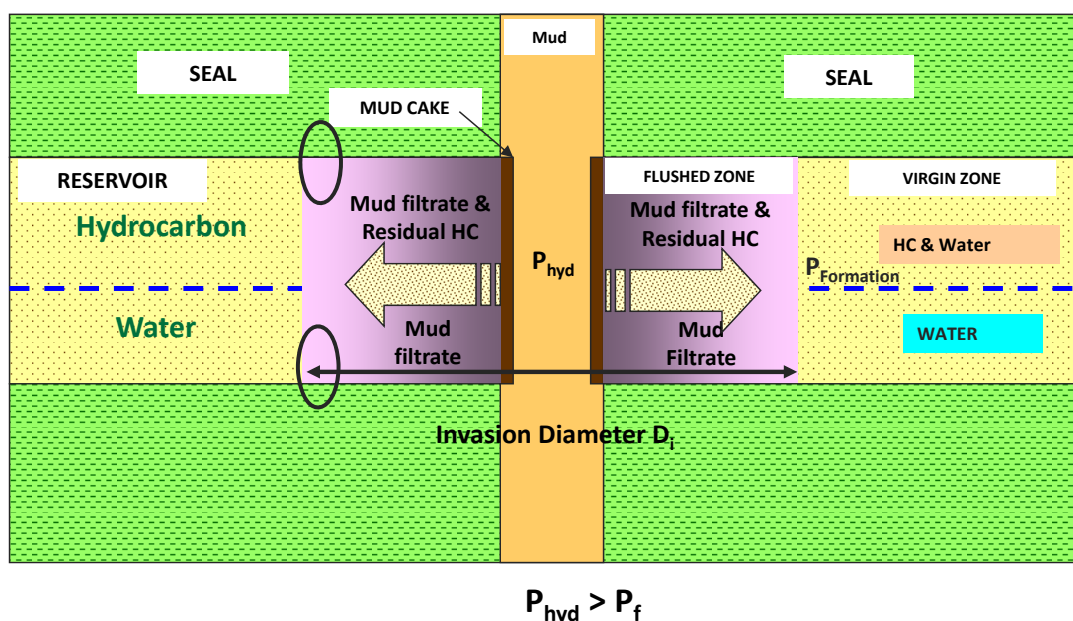 Mud
SEAL
SEAL
MUD CAKE
RESERVOIR
FLUSHED ZONE
VIRGIN ZONE
Hydrocarbon
Mud filtrate &
Residual HC
Mud filtrate &
Residual HC
HC & Water
P_hyd
P_Formation
Water
Mud
filtrate
Mud
Filtrate
WATER
Invasion Diameter D_i
P_hyd > P_f